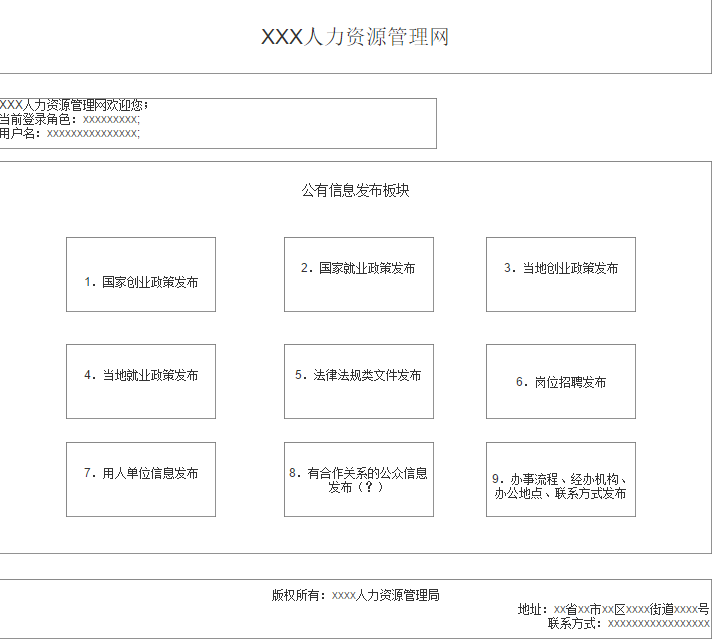 XXX人力资源管理网
XXX人力资源管理网欢迎您；
当前登录角色：xxxxxxxxx;
用户名：xxxxxxxxxxxxxxx;
公有信息发布板块
1．国家创业政策发布
2．国家就业政策发布
3．当地创业政策发布
4．当地就业政策发布
5．法律法规类文件发布
6．岗位招聘发布
7．用人单位信息发布
8．有合作关系的公众信息
发布（？）
9．办事流程、经办机构、
办公地点、联系方式发布
版权所有：xxxx人力资源管理局
地址：xx省xx市xx区xxxx街道xxxx号
联系方式：xxxxxxxxxxxxxxxxx